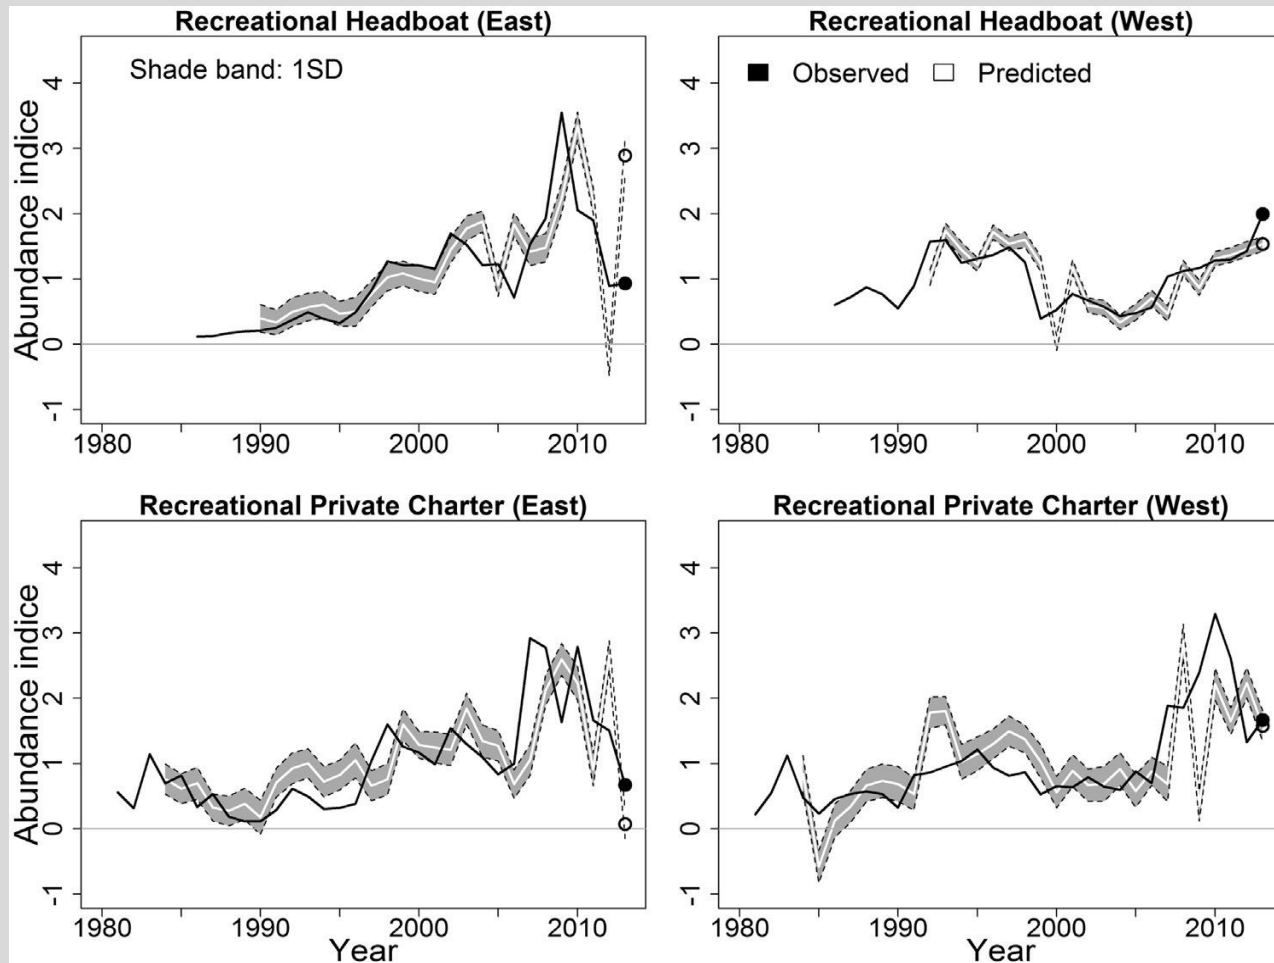 Recreational Headboat (East)
Shade band: 1SD
Abundance indice
4
3
2
1
0
-1
1980 1990 2000 2010
Recreational Headboat (West)
Observed Predicted
4
3
2
1
0
-1
1980 1990 2000 2010
Recreational Private Charter (East)
Abundance indice
4
3
2
1
0
-1
1980 1990 2000 2010
Year
Recreational Private Charter (West)
4
3
2
1
0
-1
1980 1990 2000 2010
Year